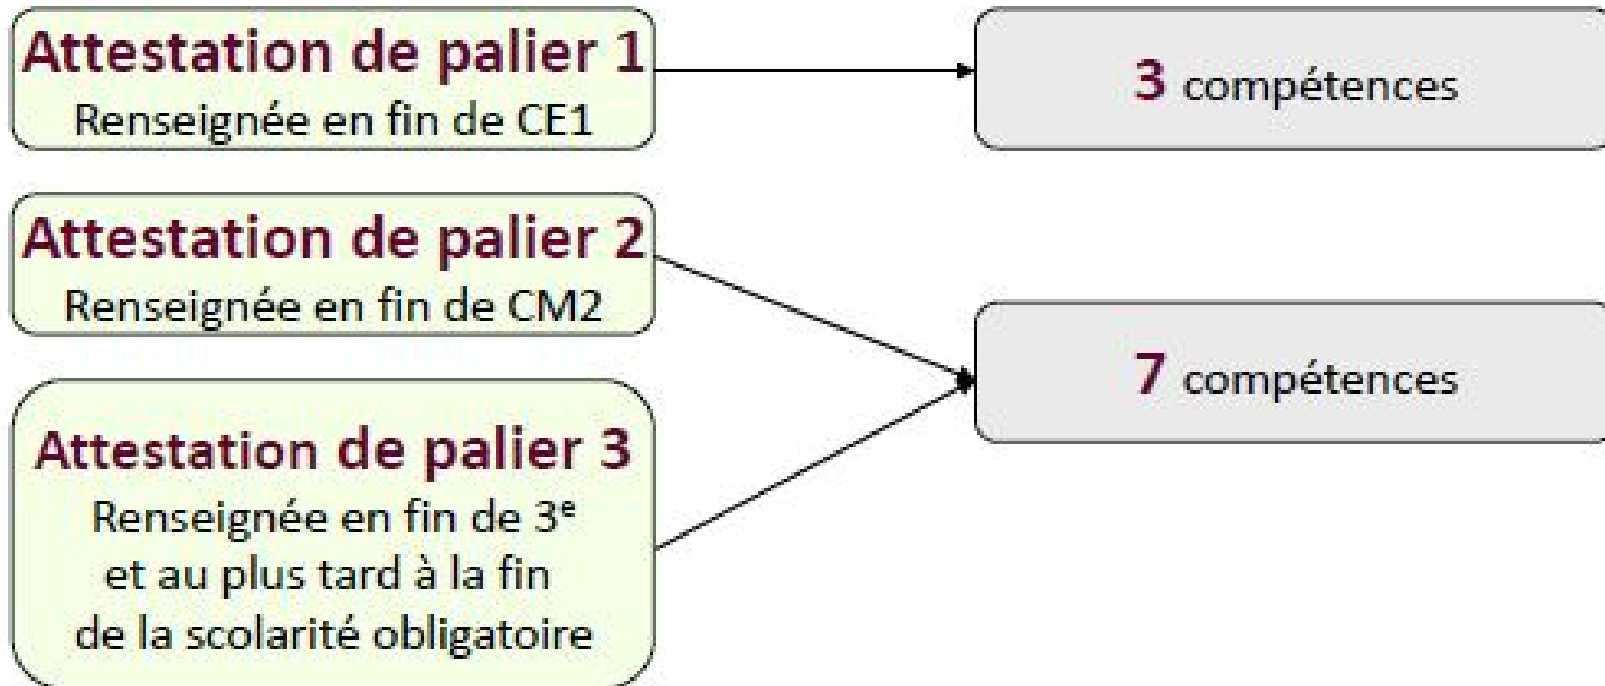 Attestation de palier 1
Renseignée en fin de CE1
3 compétences
Attestation de palier 2
Renseignée en fin de CM2
7 compétences
Attestation de palier 3
Renseignée en fin de 3ᵉ
et au plus tard à la fin
de la scolarité obligatoire